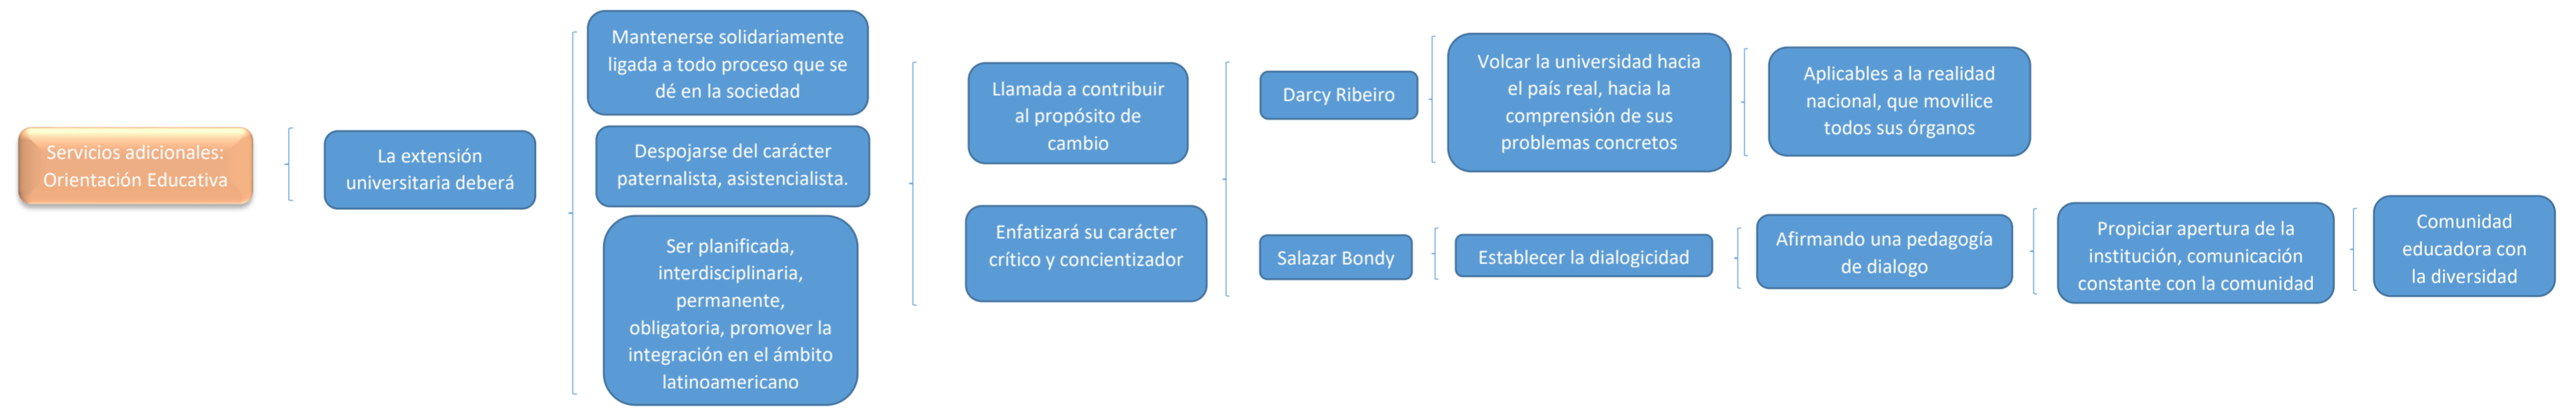 Servicios adicionales:
Orientación Educativa
La extensión
universitaria deberá
Mantenerse solidariamente
ligada a todo proceso que se
dé en la sociedad
Despojarse del carácter
paternalista, asistencialista.
Ser planificada,
interdisciplinaria,
permanente,
obligatoria, promover la
integración en el ámbito
latinoamericano
Llamada a contribuir
al propósito de
cambio
Enfatizará su carácter
crítico y concientizador
Darcy Ribeiro
Volcar la universidad hacia
el país real, hacia la
comprensión de sus
problemas concretos
Aplicables a la realidad
nacional, que movilice
todos sus órganos
Salazar Bondy
Establecer la dialogicidad
Afirmando una pedagogía
de dialogo
Propiciar apertura de la
institución, comunicación
constante con la comunidad
Comunidad
educadora con
la diversidad